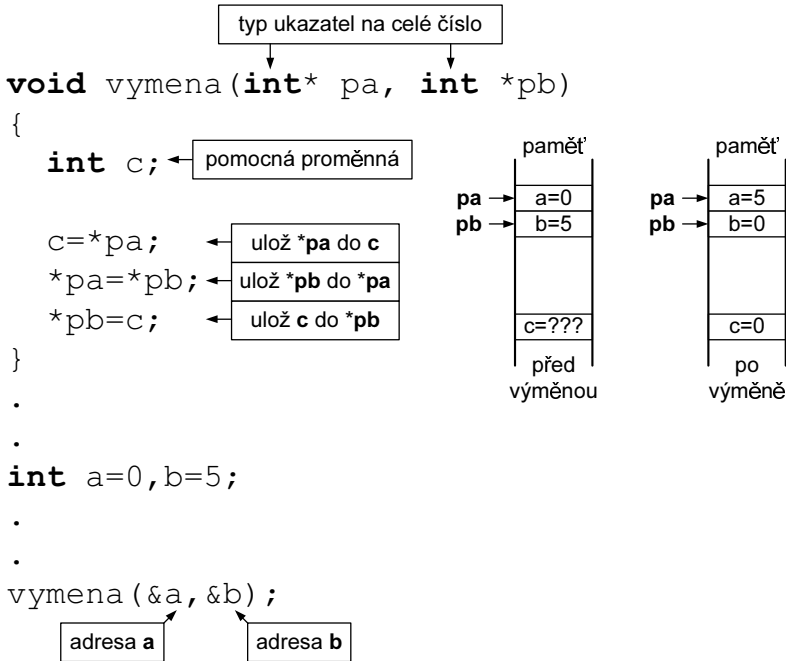 typ ukazatel na celé číslo
void vymena(int* pa, int *pb)
{
int c;
pomocná proměnná
c=*pa;
ulož *pa do c
*pa=*pb;
ulož *pb do *pa
*pb=c;
ulož c do *pb
}
.
.
int a=0,b=5;
.
.
vymena(&a,&b);
adresa a
adresa b
paměť
pa
a=0
pb
b=5
c=???
před
výměnou
paměť
pa
a=5
pb
b=0
c=0
po
výměně